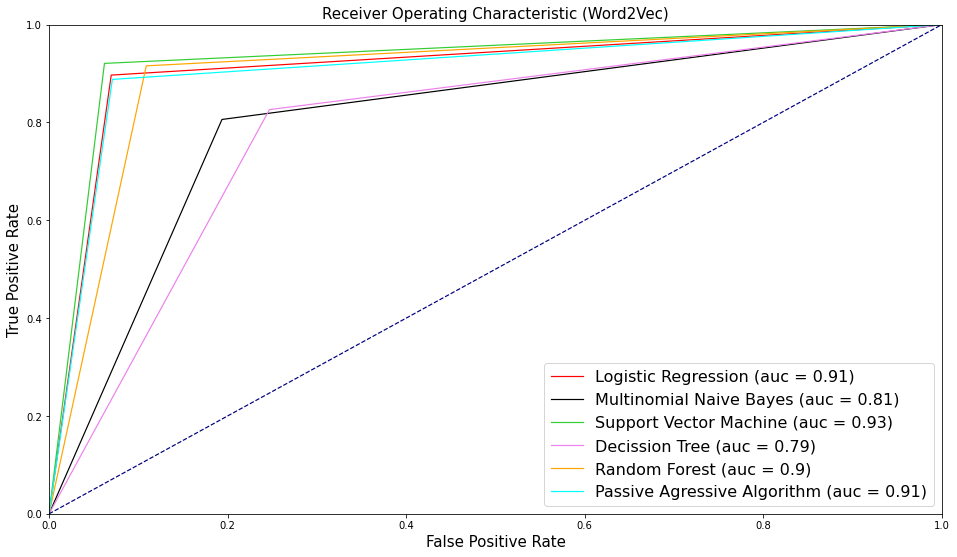 Receiver Operating Characteristic (Word2Vec)
1.0
0.8
0.6
0.4
0.2
0.0
True Positive Rate
0.0 0.2 0.4 0.6 0.8 1.0
False Positive Rate
Logistic Regression (auc = 0.91)
Multinomial Naive Bayes (auc = 0.81)
Support Vector Machine (auc = 0.93)
Decission Tree (auc = 0.79)
Random Forest (auc = 0.9)
Passive Agressive Algorithm (auc = 0.91)